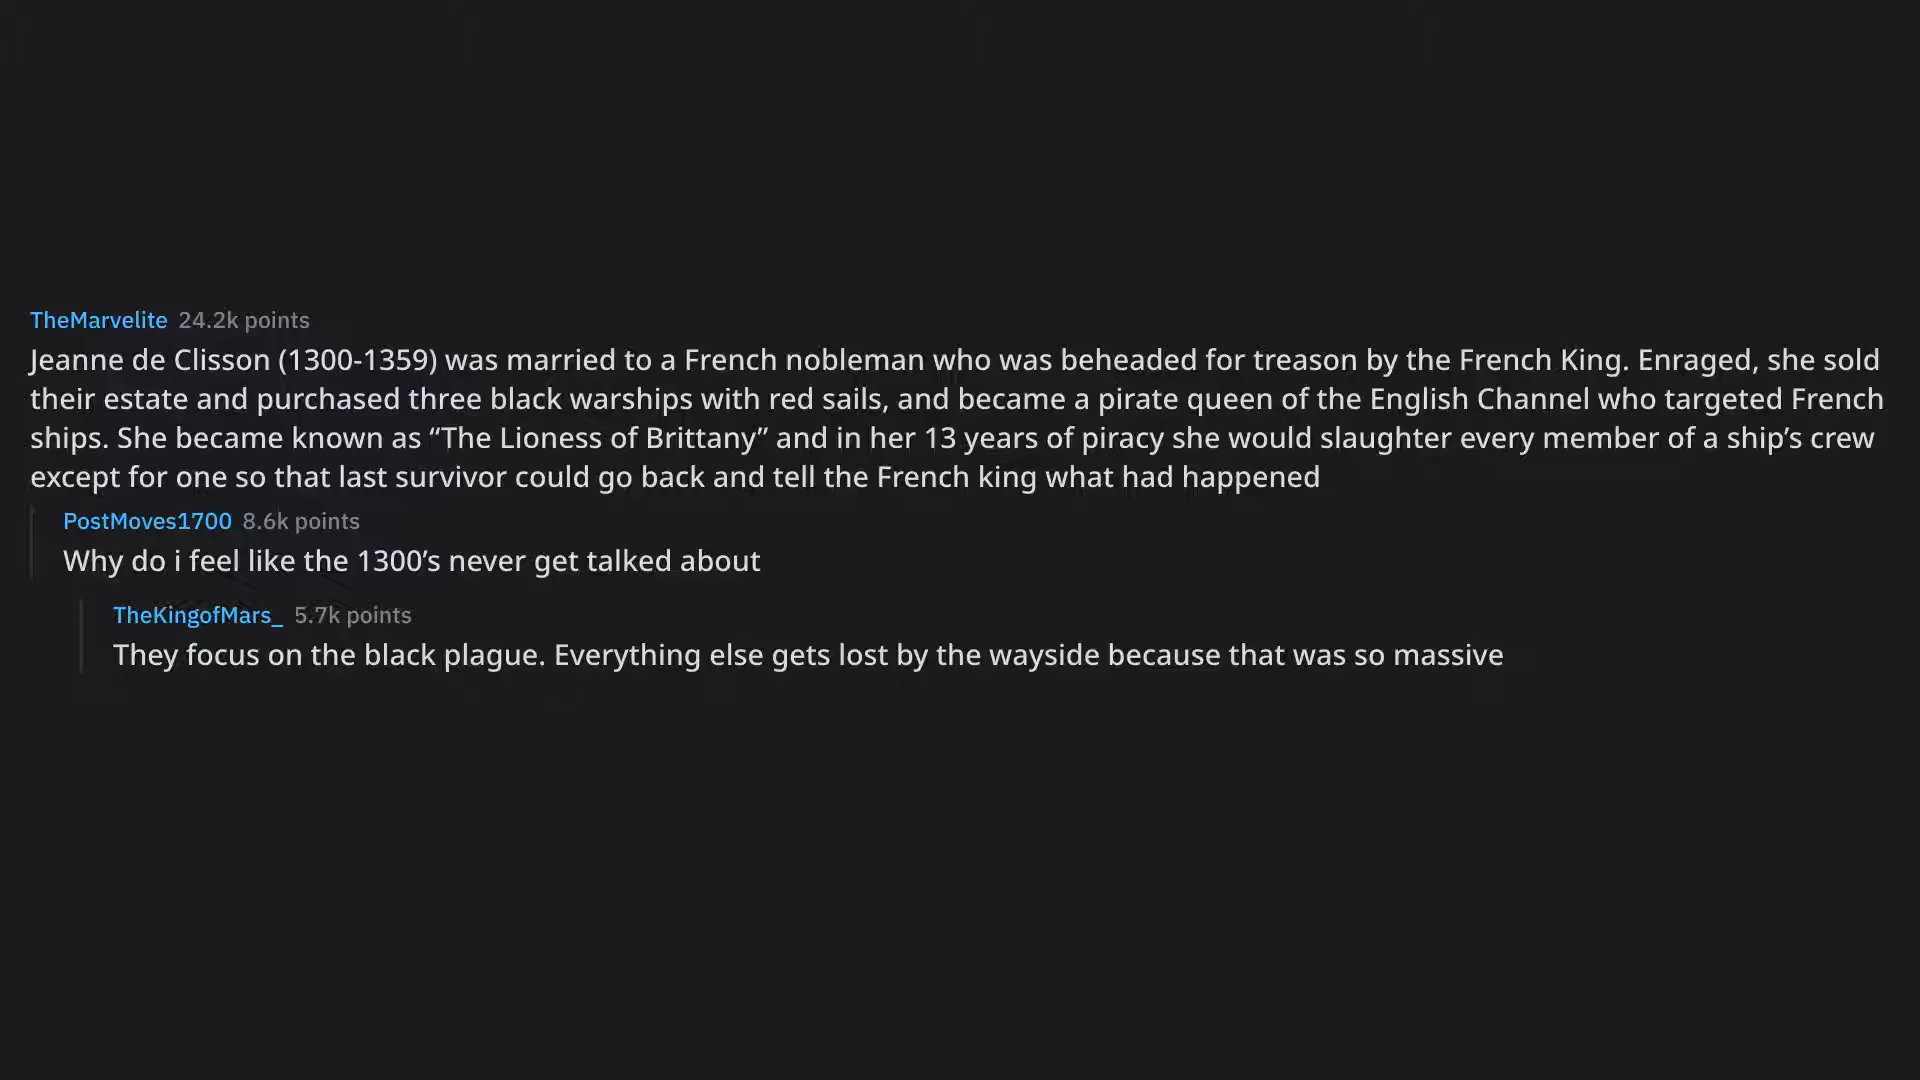 TheMarvelite 24.2k points
Jeanne de Clisson (1300-1359) was married to a French nobleman who was beheaded for treason by the French King. Enraged, she sold
their estate and purchased three black warships with red sails, and became a pirate queen of the English Channel who targeted French
ships. She became known as “The Lioness of Brittany” and in her 13 years of piracy she would slaughter every member of a ship’s crew
except for one so that last survivor could go back and tell the French king what had happened
PostMoves1700 8.6k points
Why do i feel like the 1300’s never get talked about
TheKingofMars_ 5.7k points
They focus on the black plague. Everything else gets lost by the wayside because that was so massive